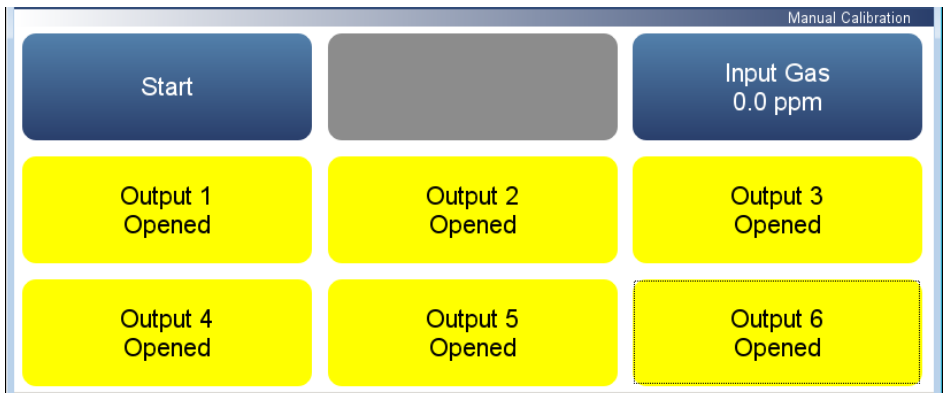 Manual Calibration
Start
Input Gas
0.0 ppm
Output 1
Opened
Output 2
Opened
Output 3
Opened
Output 4
Opened
Output 5
Opened
Output 6
Opened